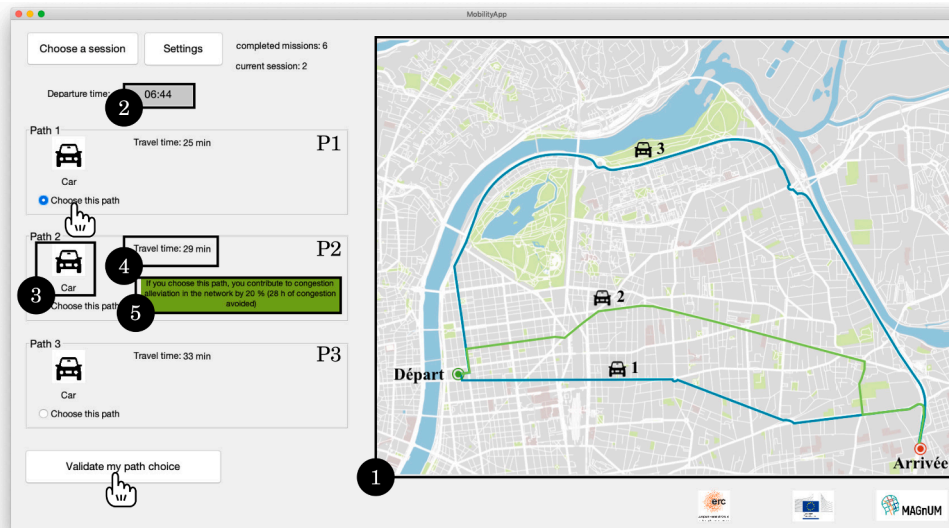 MobilityApp
Choose a session
Settings
completed missions: 6
current session: 2
Departure time:
06:44
2
Path 1
Travel time: 25 min
P1
Car
Choose this path
Path 2
Travel time: 29 min
P2
4
3
Car
If you choose this path, you contribute to congestion
alleviation in the network by 20 % (28 h of congestion
avoided)
5
Choose this path
Path 3
Travel time: 33 min
P3
Car
Choose this path
Validate my path choice
3
2
1
Départ
Arrivée
1
erc
MAGnUM